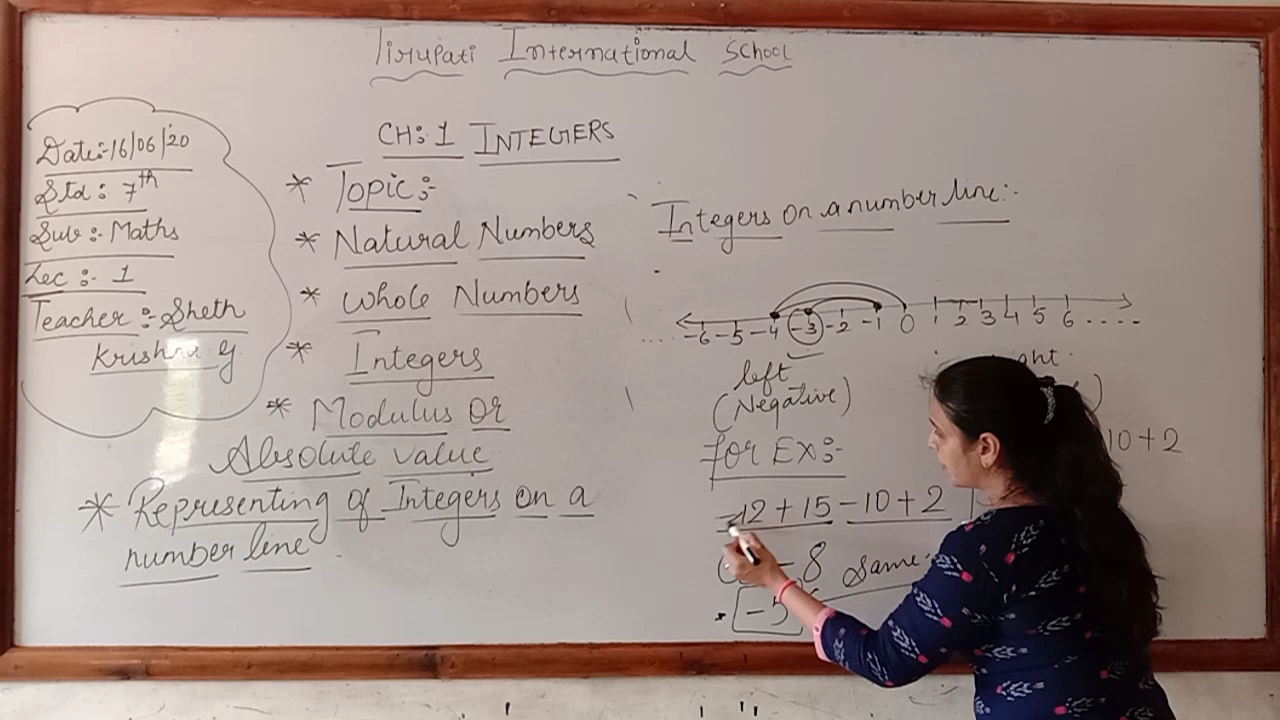 Tirupati International School
Date:-16/06/20
Std : 7th
Sub :- Maths
Lec :- 1
Teacher : Sheth
Krishna Y
CH: 1 INTEGERS
* Topic:-
* Natural Numbers
* Whole Numbers
* Integers
* Modulus or
Absolute value
* Representing of Integers on a
number line
Integers on a number line:-
.... -6 -5 -4 -3 -2 -1 0 1 2 3 4 5 6 ....
left
(Negative)
for Ex:-
-12 + 15 - 10 + 2
10 + 2
- 8 Same
-5